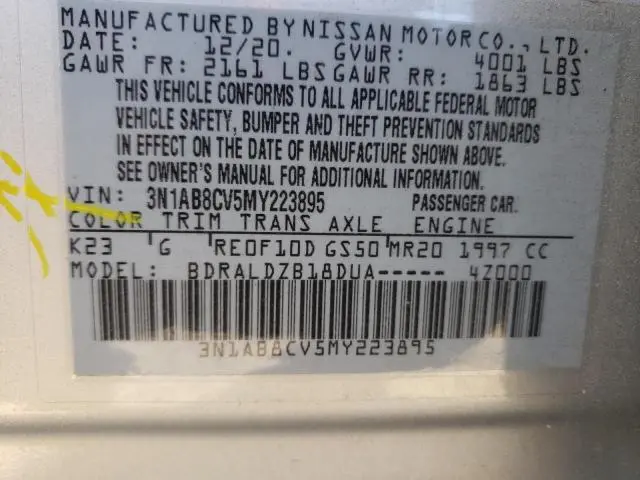 MANUFACTURED BY NISSAN MOTOR CO., LTD.
DATE: 12/20. GVWR: 4001 LBS
GAWR FR: 2161 LBS GAWR RR: 1863 LBS
THIS VEHICLE CONFORMS TO ALL APPLICABLE FEDERAL MOTOR
VEHICLE SAFETY, BUMPER AND THEFT PREVENTION STANDARDS
IN EFFECT ON THE DATE OF MANUFACTURE SHOWN ABOVE.
SEE OWNER'S MANUAL FOR ADDITIONAL INFORMATION.
VIN: 3N1AB8CV5MY223895 PASSENGER CAR.
COLOR TRIM TRANS AXLE ENGINE
K23 G RE0F10D GS50 MR20 1997 CC
MODEL: BDRALDZB18DUA----- 4Z000
3N1AB8CV5MY223895